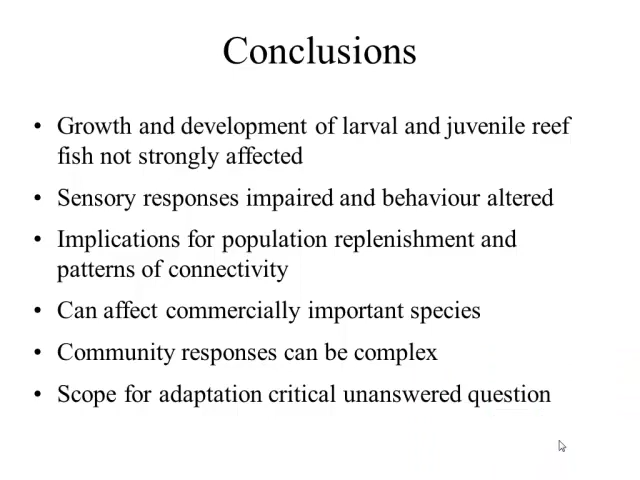 Conclusions
• Growth and development of larval and juvenile reef
fish not strongly affected
• Sensory responses impaired and behaviour altered
• Implications for population replenishment and
patterns of connectivity
• Can affect commercially important species
• Community responses can be complex
• Scope for adaptation critical unanswered question